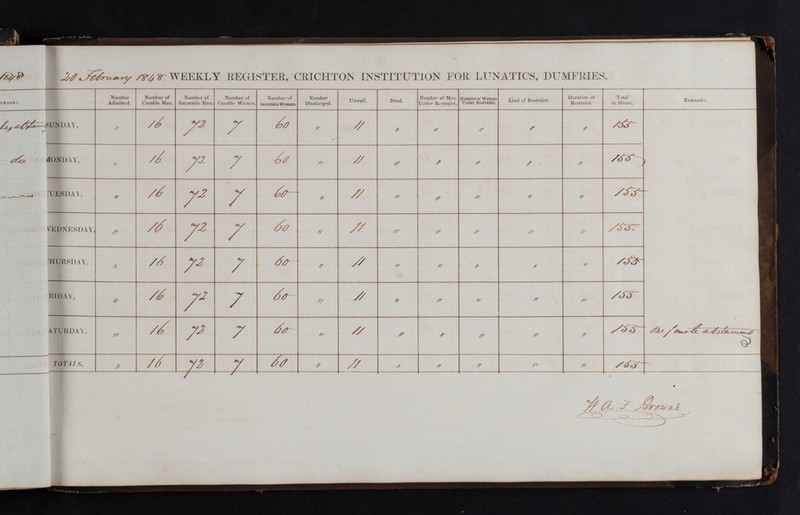 1848
20 February 1848 WEEKLY REGISTER, CRICHTON INSTITUTION FOR LUNATICS, DUMFRIES.
EMARKS. Number Admitted. Number of Curable Men. Number of Incurable Men. Number of Curable Women. Number of Incurable Women. Number Discharged. Unwell. Dead. Number of Men Under Restraint. Number of Women Under Restraint. Kind of Restraint. Duration of Restraint. Total in House. REMARKS.
SUNDAY, " 16 72 7 60 " 11 " " " " " 155
do MONDAY, " 16 72 7 60 " 11 " " " " " 155
TUESDAY, " 16 72 7 60 " 11 " " " " " 155
WEDNESDAY, " 16 72 7 60 " 11 " " " " " 155
THURSDAY, " 16 72 7 60 " 11 " " " " " 155
FRIDAY, " 16 72 7 60 " 11 " " " " " 155
SATURDAY, " 16 72 7 60 " 11 " " " " " 155 One female abstaining
TOTALS, " 16 72 7 60 " 11 " " " " " 155
W A F Browne